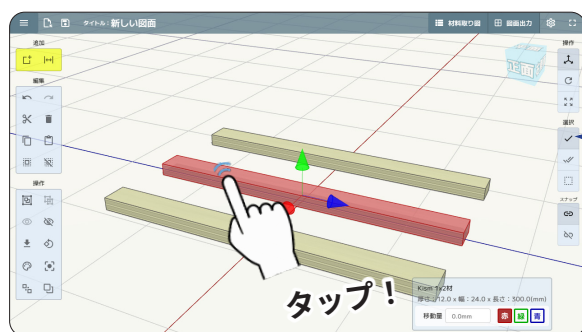 タイトル: 新しい図面
材料取り図
図面出力
追加
編集
操作
操作
選択
スナップ
正面
タップ！
Kism 1x2材
厚さ：12.0 x 幅：24.0 x 長さ：500.0(mm)
移動量 0.0mm 赤 緑 青